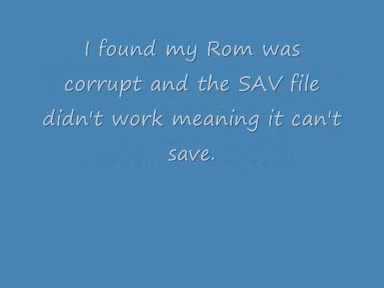 I found my Rom was
corrupt and the SAV file
didn't work meaning it can't
save.